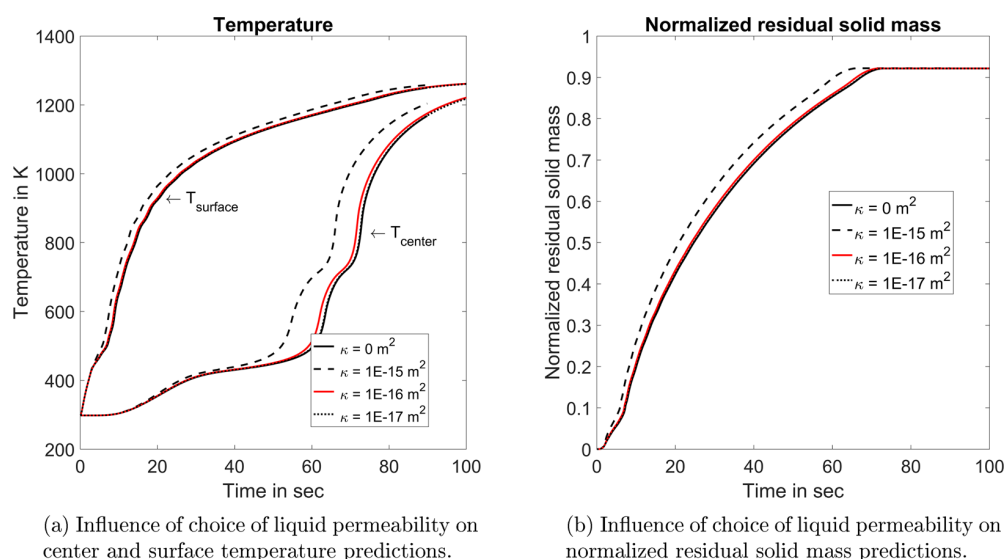 Temperature
1400
1200
1000
800
600
400
200
Temperature in K
← T_surface
← T_center
κ = 0 m²
κ = 1E-15 m²
κ = 1E-16 m²
κ = 1E-17 m²
0 20 40 60 80 100
Time in sec
(a) Influence of choice of liquid permeability on
center and surface temperature predictions.
Normalized residual solid mass
1
0.9
0.8
0.7
0.6
0.5
0.4
0.3
0.2
0.1
0
Normalized residual solid mass
κ = 0 m²
κ = 1E-15 m²
κ = 1E-16 m²
κ = 1E-17 m²
0 20 40 60 80 100
Time in sec
(b) Influence of choice of liquid permeability on
normalized residual solid mass predictions.